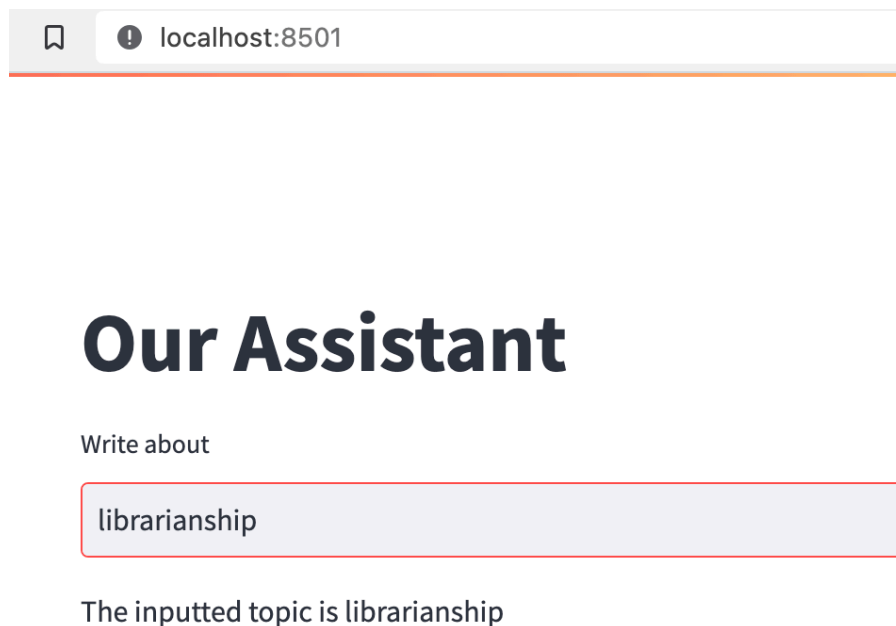 localhost:8501
Our Assistant
Write about
librarianship
The inputted topic is librarianship